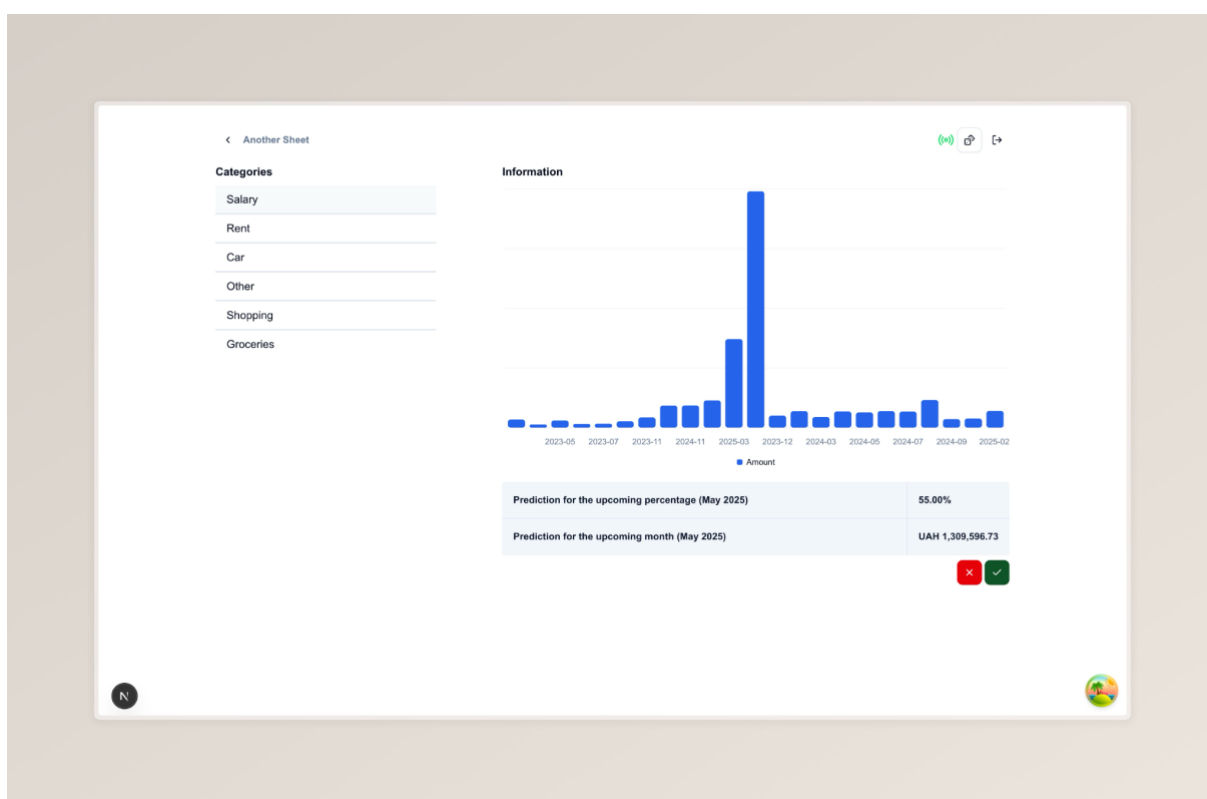 Another Sheet
Categories
Salary
Rent
Car
Other
Shopping
Groceries
Information
2023-05 2023-07 2023-11 2024-11 2025-03 2023-12 2024-03 2024-05 2024-07 2024-09 2025-02
Amount
Prediction for the upcoming percentage (May 2025) 55.00%
Prediction for the upcoming month (May 2025) UAH 1,309,596.73
N